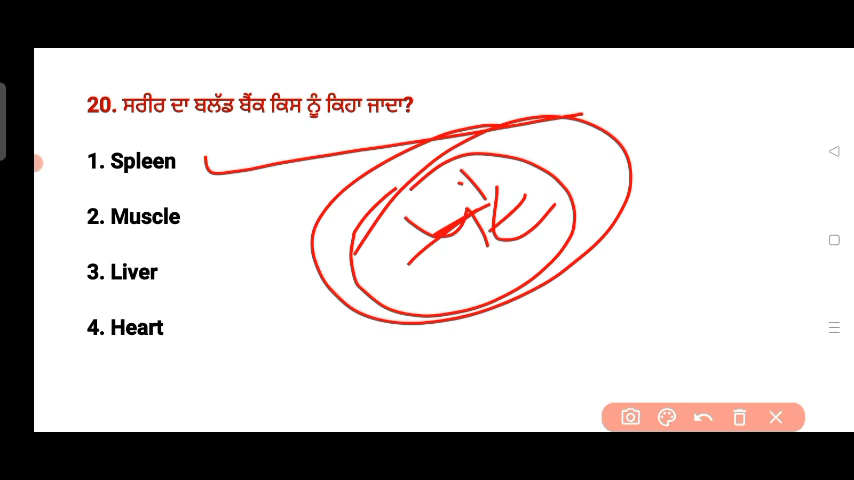 20. ਸਰੀਰ ਦਾ ਬਲੱਡ ਬੈਂਕ ਕਿਸ ਨੂੰ ਕਿਹਾ ਜਾਦਾ?
1. Spleen
2. Muscle
3. Liver
4. Heart